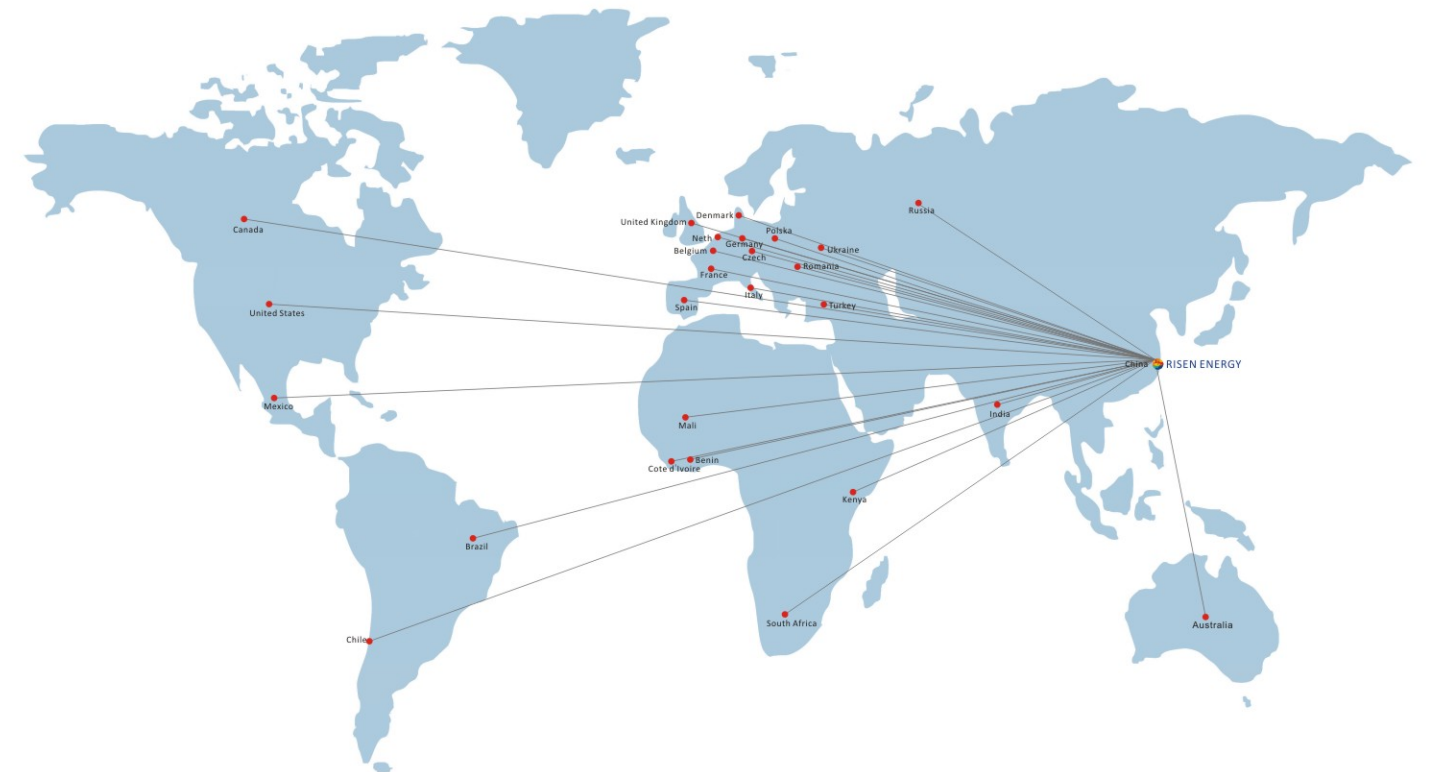 Russia
Denmark
United Kingdom
Canada
Polska
Neth
Germany
Ukraine
Belgium
Czech
Romania
France
Italy
Spain
Turkey
United States
China
RISEN ENERGY
Mexico
India
Mali
Benin
Cote'd Ivoire
Kenya
Brazil
South Africa
Australia
Chile